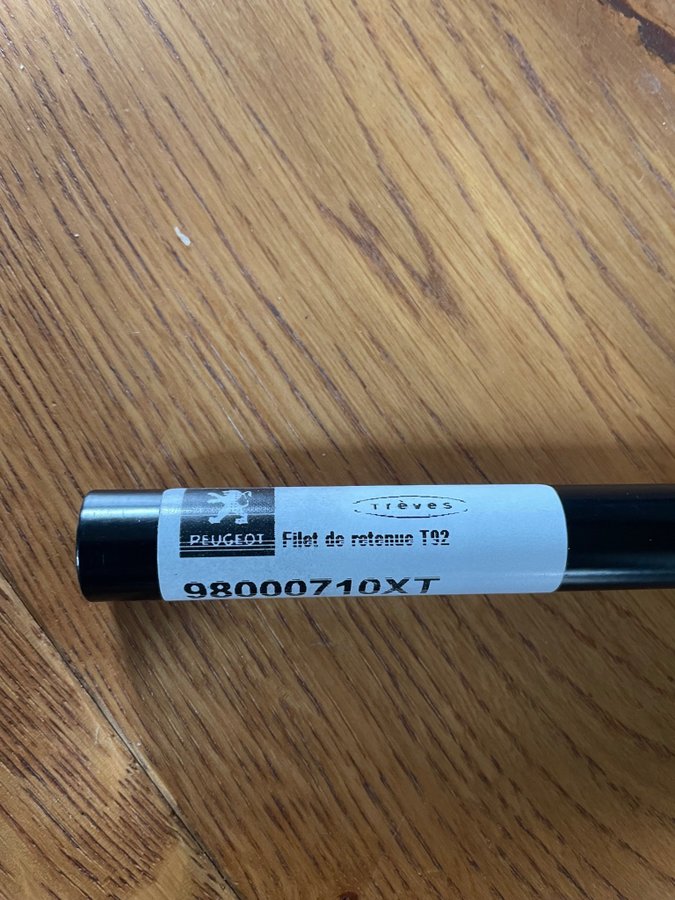 Trèves
PEUGEOT Filet de retenue T92
98000710XT